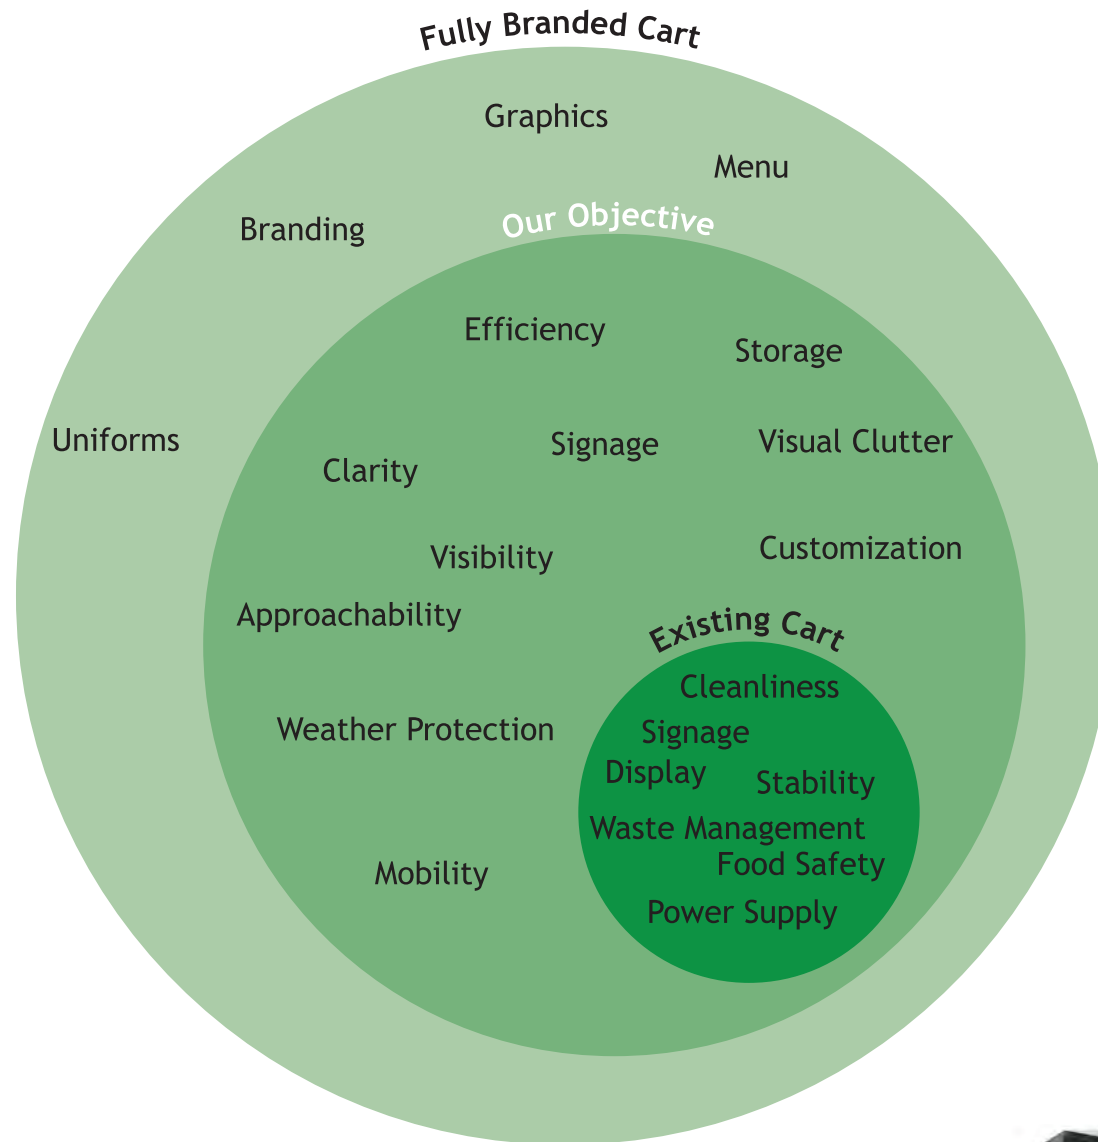 Fully Branded Cart
Graphics
Menu
Branding
Our Objective
Efficiency
Storage
Uniforms
Signage
Visual Clutter
Clarity
Visibility
Customization
Approachability
Existing Cart
Cleanliness
Weather Protection
Signage
Display
Stability
Waste Management
Food Safety
Mobility
Power Supply